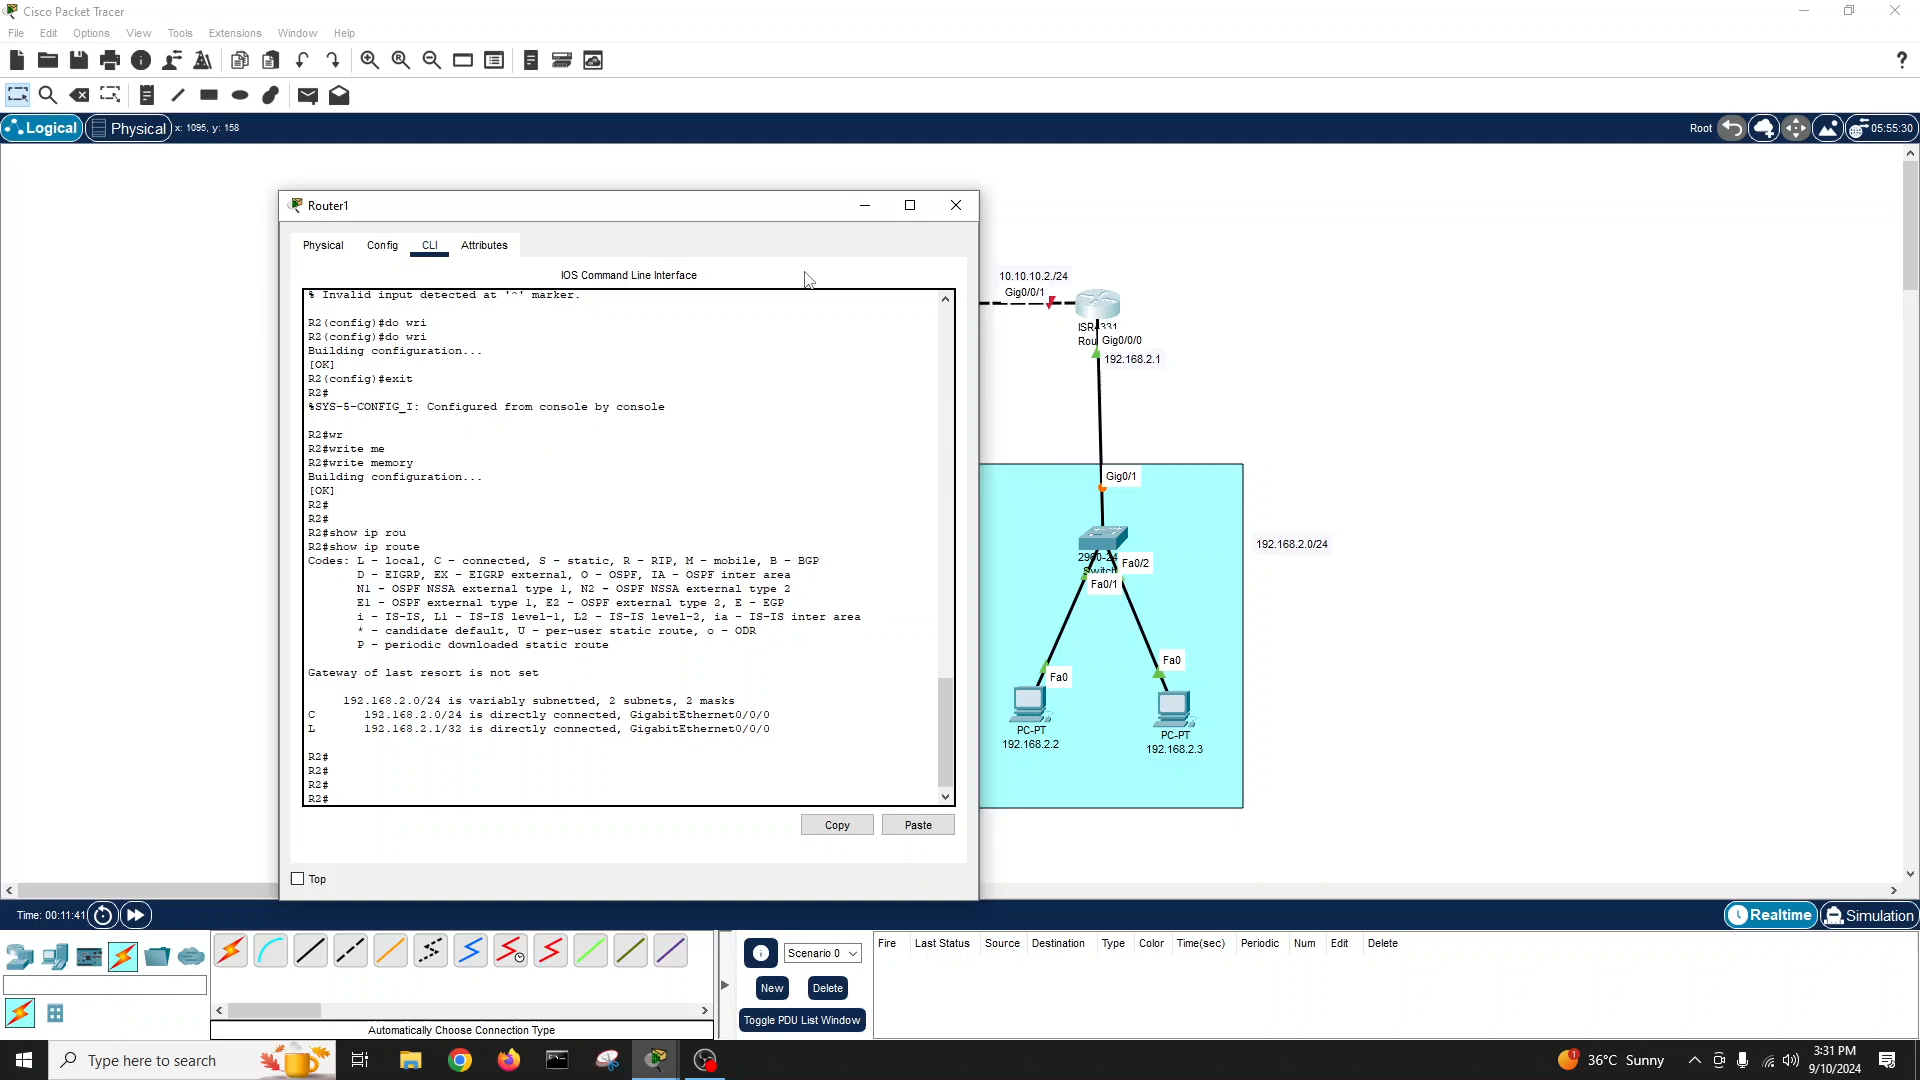 Cisco Packet Tracer
File Edit Options View Tools Extensions Window Help
?
Logical Physical x: 1095, y: 158 Root 05:55:30
Router1
Physical Config CLI Attributes
IOS Command Line Interface
% Invalid input detected at '^' marker.
R2(config)#do wri
R2(config)#do wri
Building configuration...
[OK]
R2(config)#exit
R2#
%SYS-5-CONFIG_I: Configured from console by console
R2#wr
R2#write me
R2#write memory
Building configuration...
[OK]
R2#
R2#
R2#show ip rou
R2#show ip route
Codes: L - local, C - connected, S - static, R - RIP, M - mobile, B - BGP
D - EIGRP, EX - EIGRP external, O - OSPF, IA - OSPF inter area
N1 - OSPF NSSA external type 1, N2 - OSPF NSSA external type 2
E1 - OSPF external type 1, E2 - OSPF external type 2, E - EGP
i - IS-IS, L1 - IS-IS level-1, L2 - IS-IS level-2, ia - IS-IS inter area
* - candidate default, U - per-user static route, o - ODR
P - periodic downloaded static route
Gateway of last resort is not set
192.168.2.0/24 is variably subnetted, 2 subnets, 2 masks
C 192.168.2.0/24 is directly connected, GigabitEthernet0/0/0
L 192.168.2.1/32 is directly connected, GigabitEthernet0/0/0
R2#
R2#
R2#
R2#
Copy Paste
Top
10.10.10.2./24
Gig0/0/1
Rou Gig0/0/0
192.168.2.1
Gig0/1
192.168.2.0/24
Fa0/2
Fa0/1
Fa0
Fa0
PC-PT
192.168.2.2
PC-PT
192.168.2.3
Time: 00:11:41 Realtime Simulation
Scenario 0
New Delete
Toggle PDU List Window
Fire Last Status Source Destination Type Color Time(sec) Periodic Num Edit Delete
Automatically Choose Connection Type
Type here to search
1
36°C Sunny
3:31 PM
9/10/2024